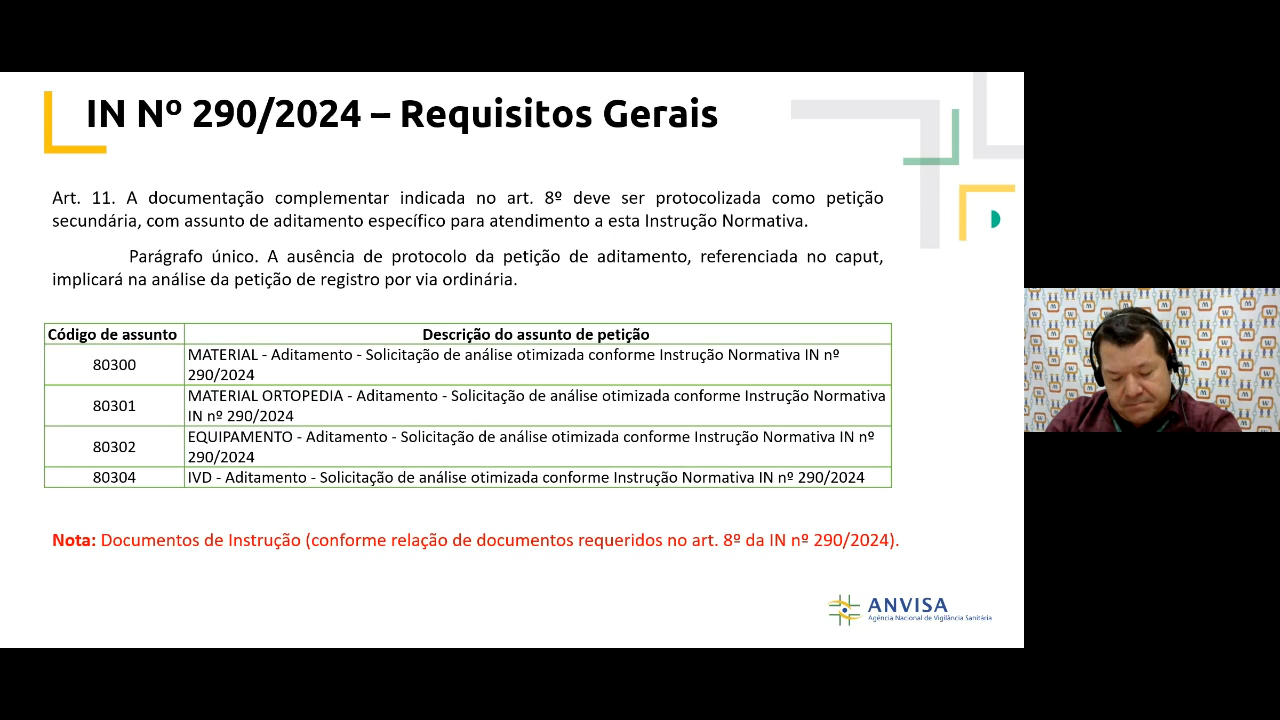 IN Nº 290/2024 – Requisitos Gerais
Art. 11. A documentação complementar indicada no art. 8º deve ser protocolizada como petição
secundária, com assunto de aditamento específico para atendimento a esta Instrução Normativa.
Parágrafo único. A ausência de protocolo da petição de aditamento, referenciada no caput,
implicará na análise da petição de registro por via ordinária.
Código de assunto Descrição do assunto de petição
80300 MATERIAL - Aditamento - Solicitação de análise otimizada conforme Instrução Normativa IN nº
290/2024
80301 MATERIAL ORTOPEDIA - Aditamento - Solicitação de análise otimizada conforme Instrução Normativa
IN nº 290/2024
80302 EQUIPAMENTO - Aditamento - Solicitação de análise otimizada conforme Instrução Normativa IN nº
290/2024
80304 IVD - Aditamento - Solicitação de análise otimizada conforme Instrução Normativa IN nº 290/2024
Nota: Documentos de Instrução (conforme relação de documentos requeridos no art. 8º da IN nº 290/2024).
ANVISA
Agência Nacional de Vigilância Sanitária